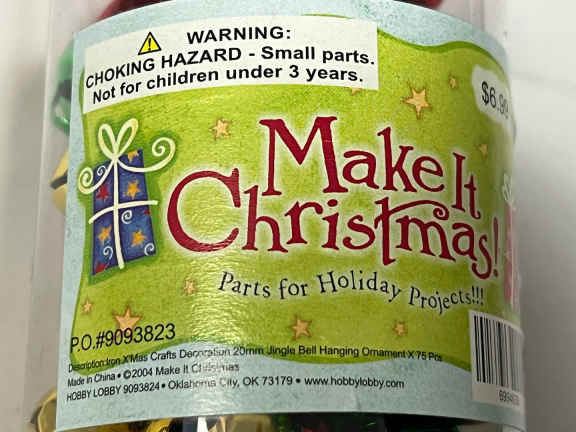 WARNING:
CHOKING HAZARD - Small parts.
Not for children under 3 years.
Make It
Christmas!
Parts for Holiday Projects!!!
P.O.#9093823
Description:Iron X'Mas Crafts Decoration 20mm Jingle Bell Hanging Ornament X 75 Pcs
Made in China • ©2004 Make It Christmas
HOBBY LOBBY 9093824 • Oklahoma City, OK 73179 • www.hobbylobby.com